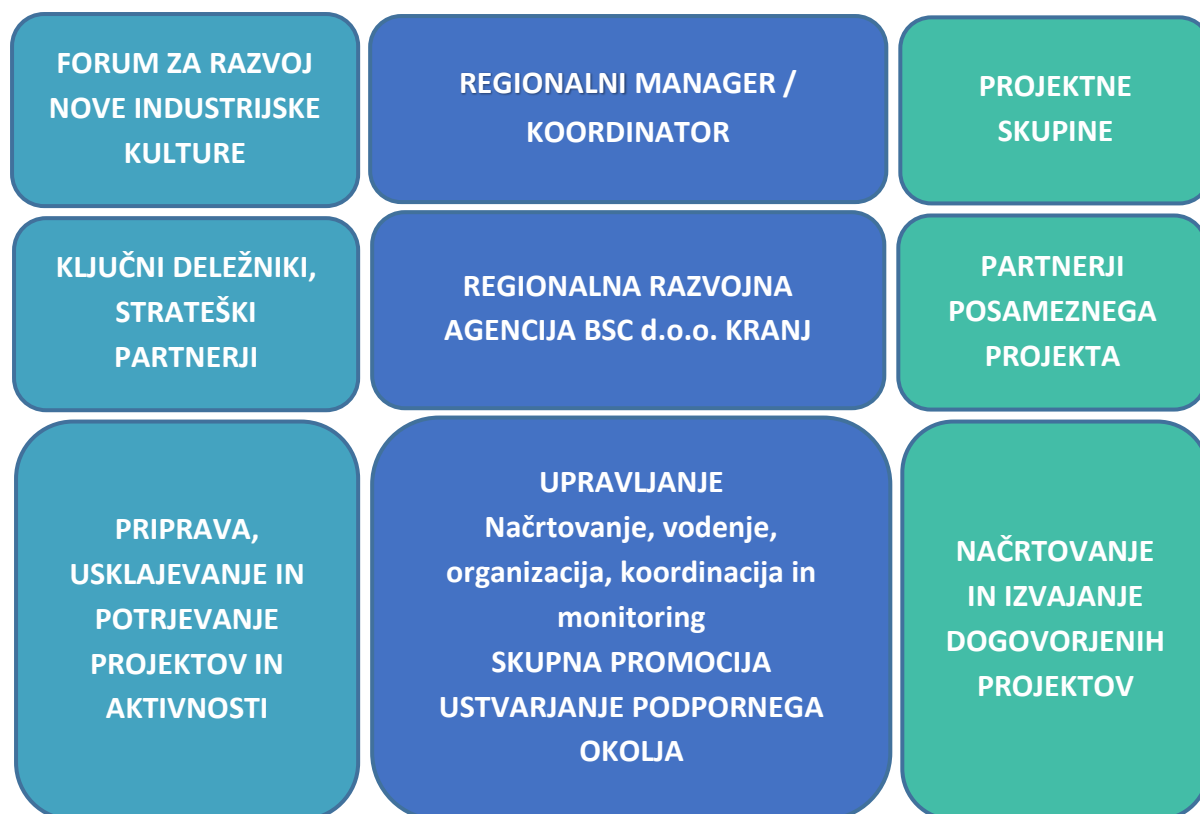 FORUM ZA RAZVOJ
NOVE INDUSTRIJSKE
KULTURE
REGIONALNI MANAGER /
KOORDINATOR
PROJEKTNE
SKUPINE
KLJUČNI DELEŽNIKI,
STRATEŠKI
PARTNERJI
REGIONALNA RAZVOJNA
AGENCIJA BSC d.o.o. KRANJ
PARTNERJI
POSAMEZNEGA
PROJEKTA
PRIPRAVA,
USKLAJEVANJE IN
POTRJEVANJE
PROJEKTOV IN
AKTIVNOSTI
UPRAVLJANJE
Načrtovanje, vodenje,
organizacija, koordinacija in
monitoring
SKUPNA PROMOCIJA
USTVARJANJE PODPORNEGA
OKOLJA
NAČRTOVANJE
IN IZVAJANJE
DOGOVORJENIH
PROJEKTOV